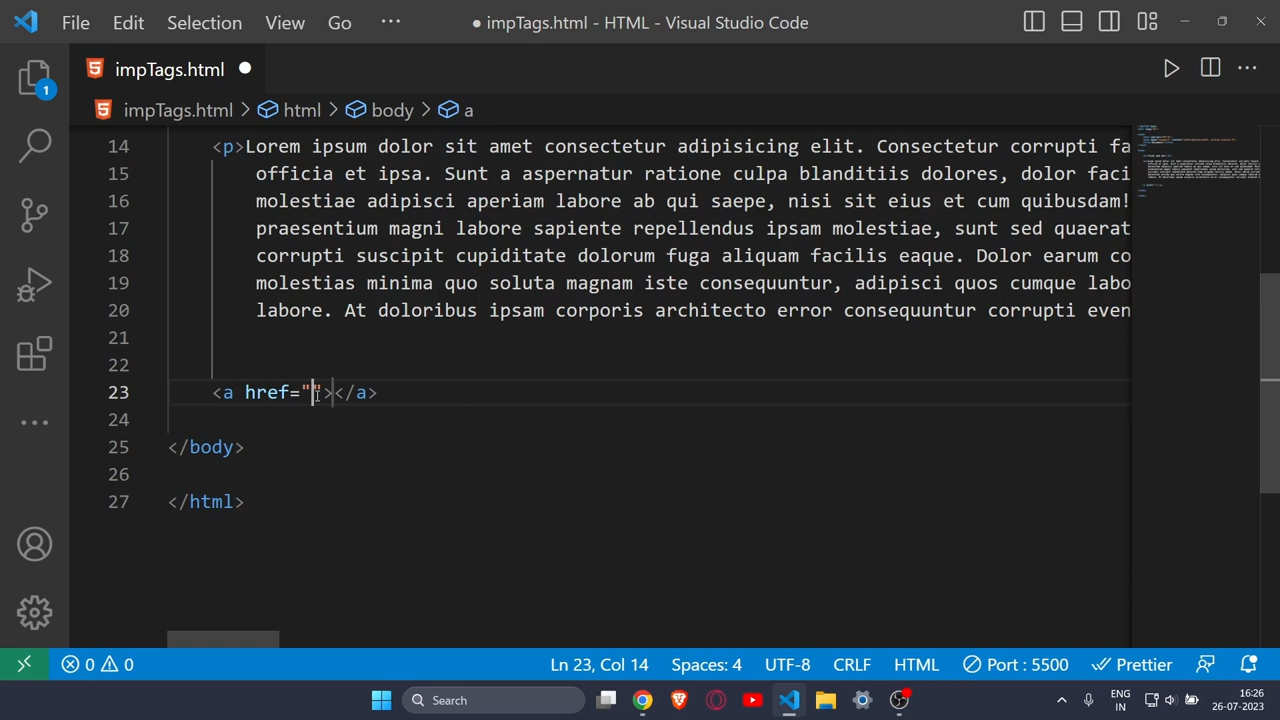 File Edit Selection View Go ··· ● impTags.html - HTML - Visual Studio Code
impTags.html ●
impTags.html > html > body > a
14 <p>Lorem ipsum dolor sit amet consectetur adipisicing elit. Consectetur corrupti fa
15 officia et ipsa. Sint a aspernatur ratione culpa blanditiis dolores, dolor faci
16 molestiae adipisci aperiam labore ab qui saepe, nisi sit eius et cum quibusdam!
17 praesentium magni labore sapiente repellendus ipsam molestiae, sunt sed quaerat
18 corrupti suscipit cupiditate dolorum fuga aliquam facilis eaque. Dolor earum co
19 molestias minima quo soluta magnam iste consequuntur, adipisci quos cumque labo
20 labore. At doloribus ipsam corporis architecto error consequuntur corrupti even
21
22
23 <a href=""></a>
24
25 </body>
26
27 </html>
1
0 0 Ln 23, Col 14 Spaces: 4 UTF-8 CRLF HTML Port : 5500 Prettier
Search
ENG
IN
16:26
26-07-2023